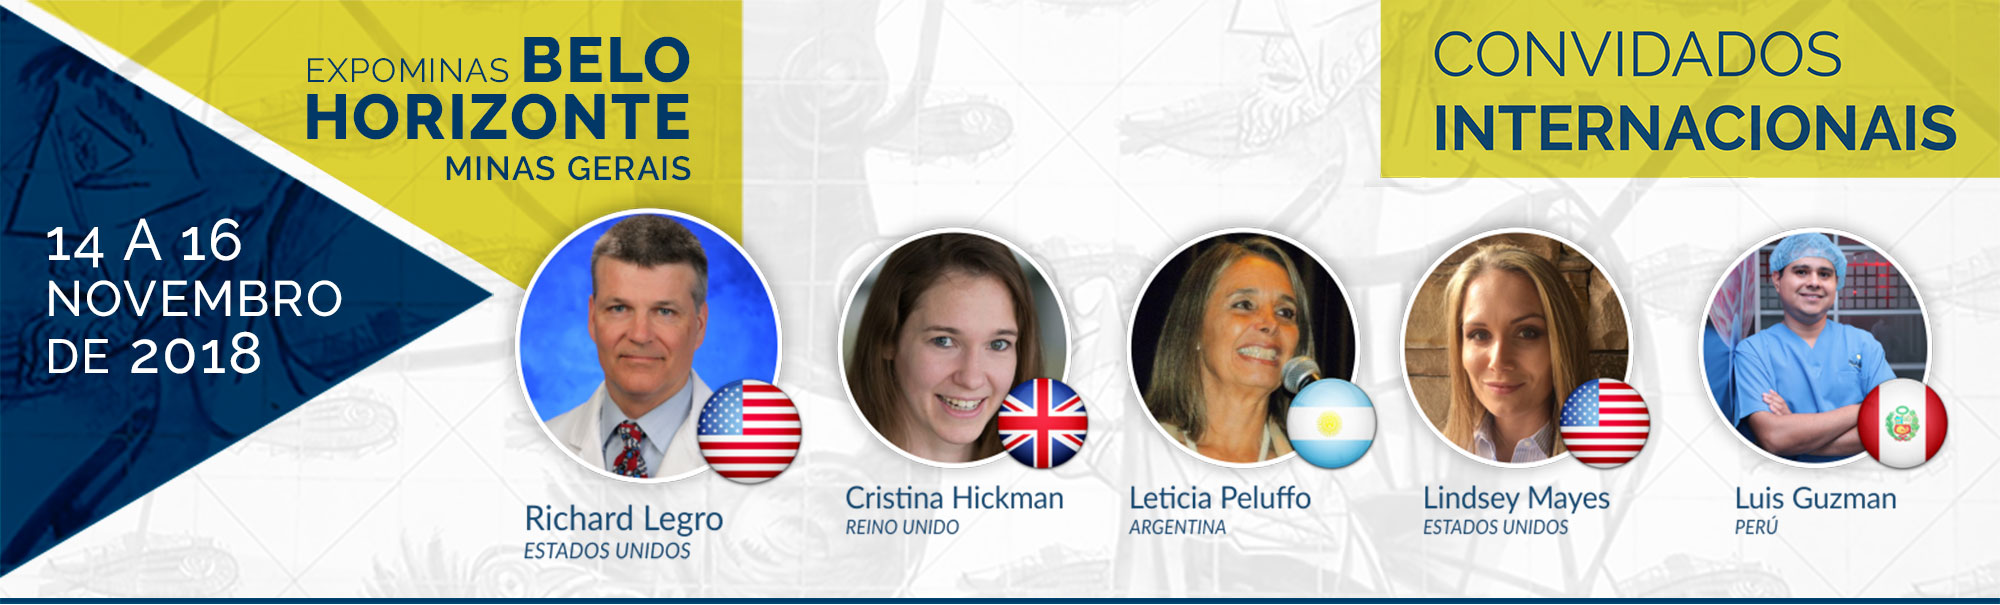 EXPOMINAS BELO
HORIZONTE
MINAS GERAIS
CONVIDADOS
INTERNACIONAIS
14 A 16
NOVEMBRO
DE 2018
Richard Legro
ESTADOS UNIDOS
Cristina Hickman
REINO UNIDO
Leticia Peluffo
ARGENTINA
Lindsey Mayes
ESTADOS UNIDOS
Luis Guzman
PERÚ